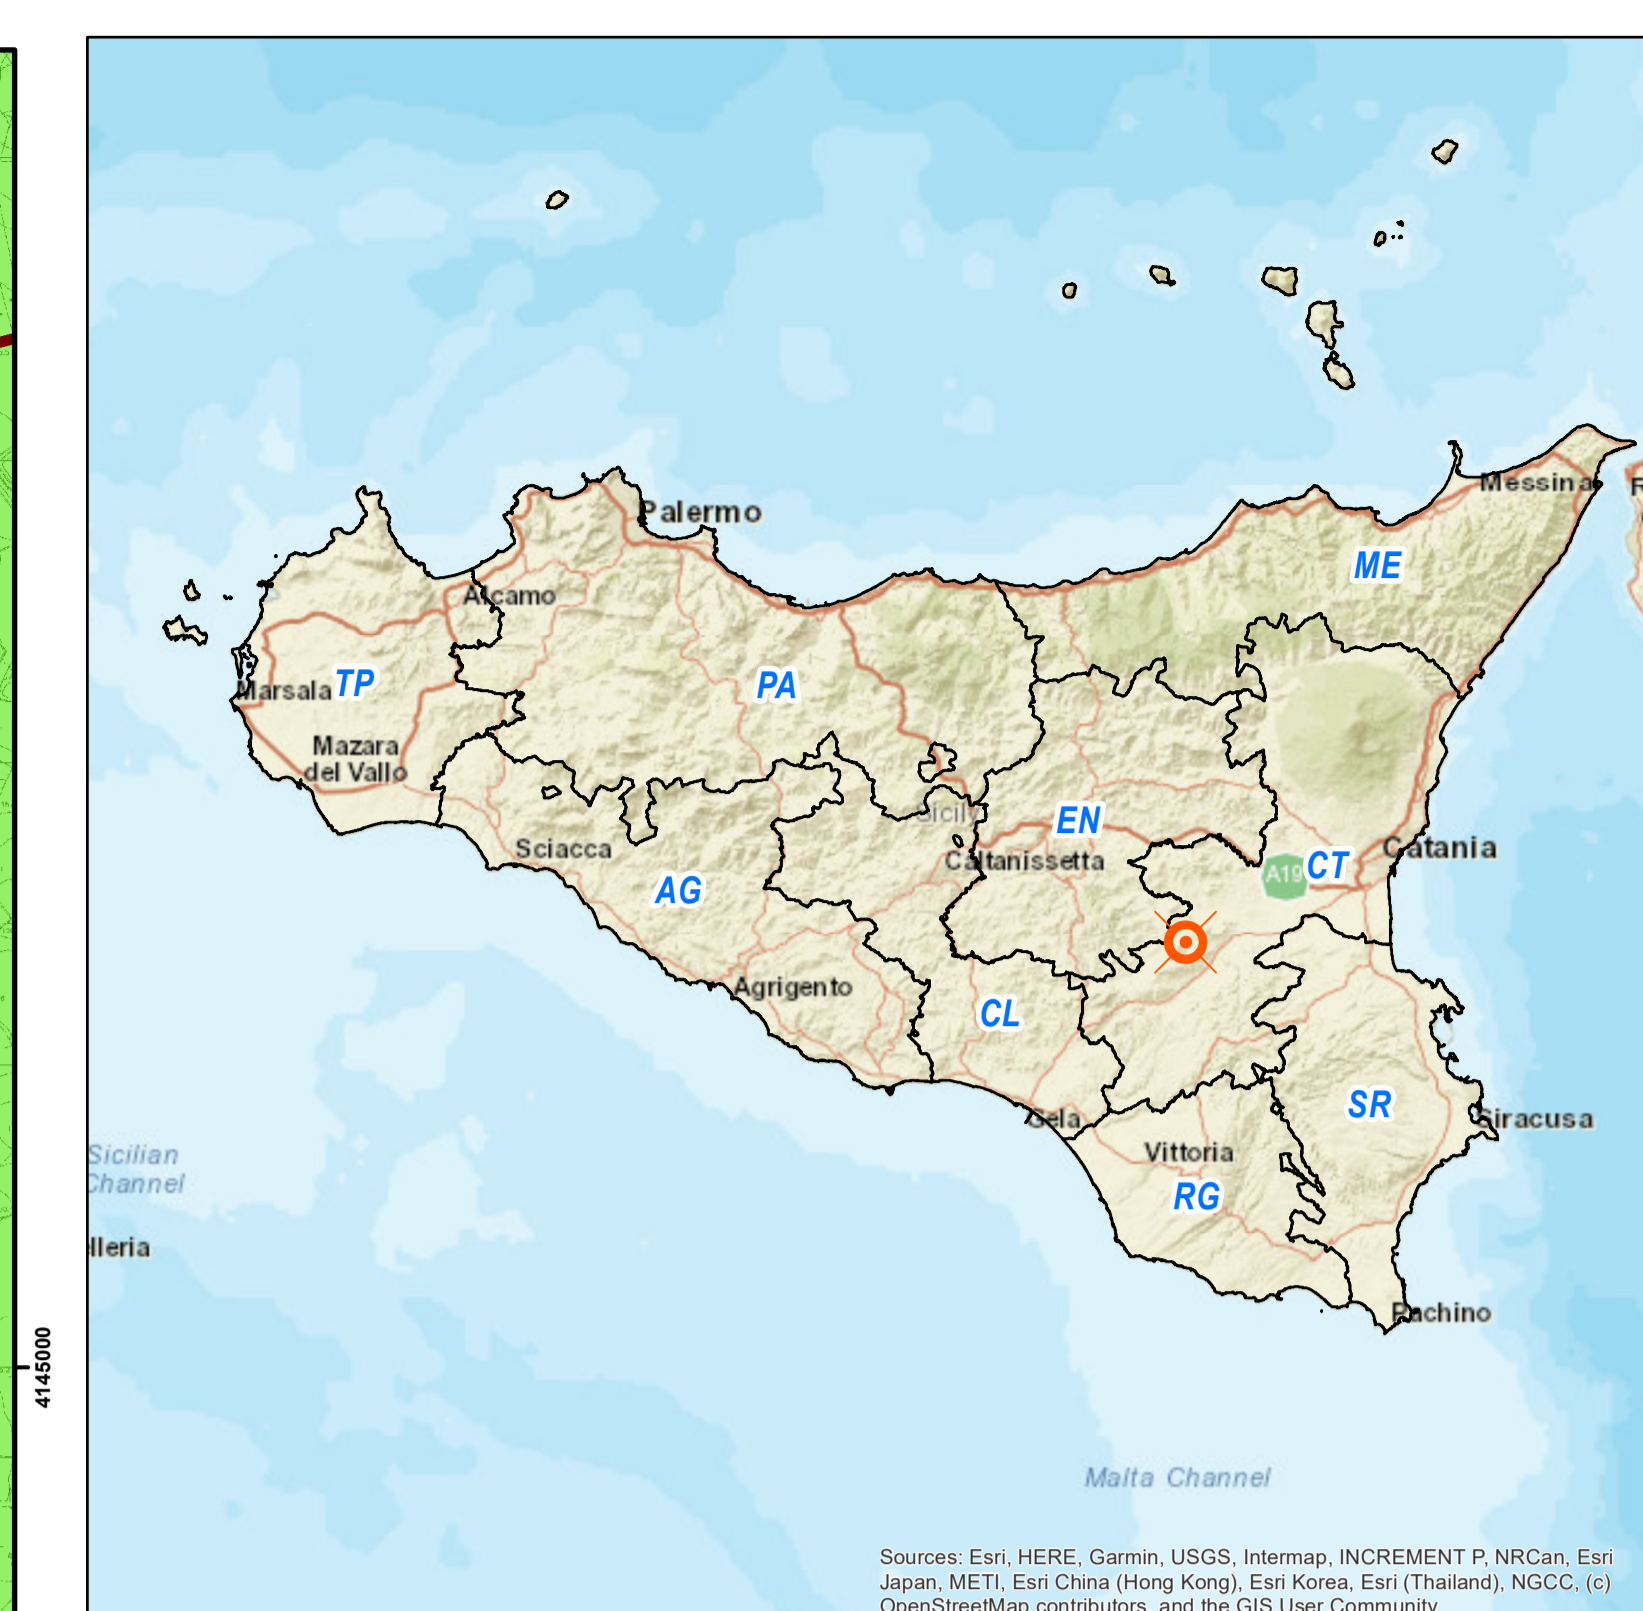 Palermo
Messina
R
ME
Alcamo
TP
PA
Marsala
Mazara
del Vallo
Sicily
EN
Sciacca
Caltanissetta
Catania
A19
CT
AG
Agrigento
CL
SR
Gela
Siracusa
Vittoria
Sicilian
Channel
RG
lleria
Pachino
4145000
Malta Channel
Sources: Esri, HERE, Garmin, USGS, Intermap, INCREMENT P, NRCan, Esri
Japan, METI, Esri China (Hong Kong), Esri Korea, Esri (Thailand), NGCC, (c)
OpenStreetMap contributors, and the GIS User Community